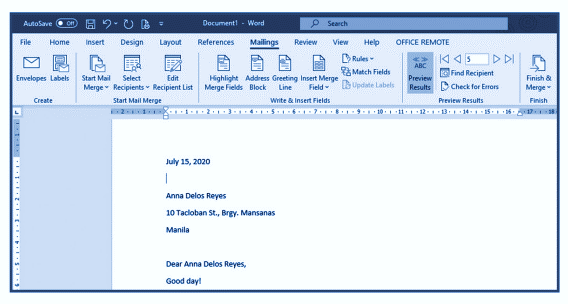 AutoSave Off Document1 - Word Search
File Home Insert Design Layout References Mailings Review View Help OFFICE REMOTE
Envelopes Labels Start Mail Merge Select Recipients Edit Recipient List Highlight Merge Fields Address Block Greeting Line Insert Merge Field Rules Match Fields Update Labels ABC Preview Results 5 Find Recipient Check for Errors Finish & Merge
Create Start Mail Merge Write & Insert Fields Preview Results Finish
July 15, 2020
Anna Delos Reyes
10 Tacloban St., Brgy. Mansanas
Manila
Dear Anna Delos Reyes,
Good day!